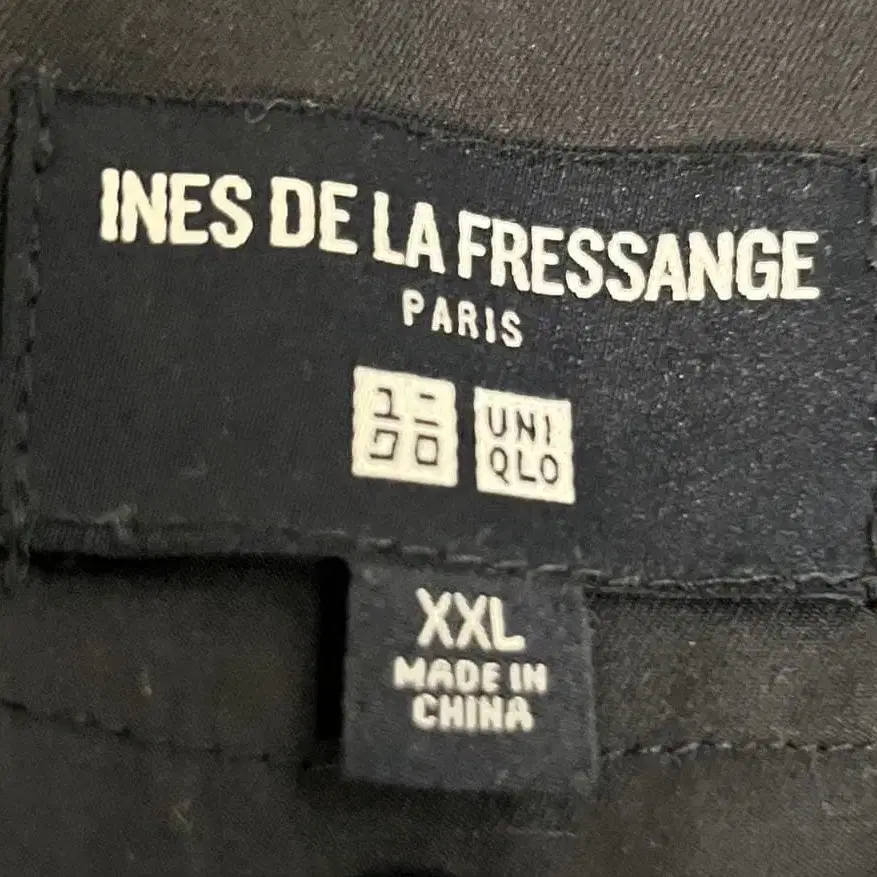 INES DE LA FRESSANGE
PARIS
ユニ UNI
クロ QLO
XXL
MADE IN
CHINA